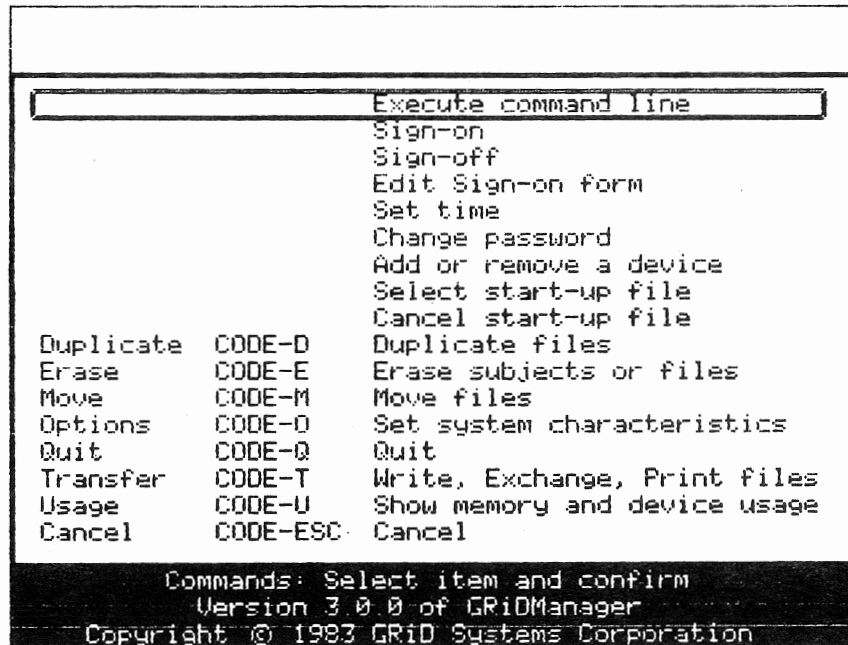 Execute command line
Sign-on
Sign-off
Edit Sign-on form
Set time
Change password
Add or remove a device
Select start-up file
Cancel start-up file
Duplicate CODE-D Duplicate files
Erase CODE-E Erase subjects or files
Move CODE-M Move files
Options CODE-O Set system characteristics
Quit CODE-Q Quit
Transfer CODE-T Write, Exchange, Print files
Usage CODE-U Show memory and device usage
Cancel CODE-ESC Cancel
Commands: Select item and confirm
Version 3.0.0 of GRiDManager
Copyright © 1983 GRiD Systems Corporation